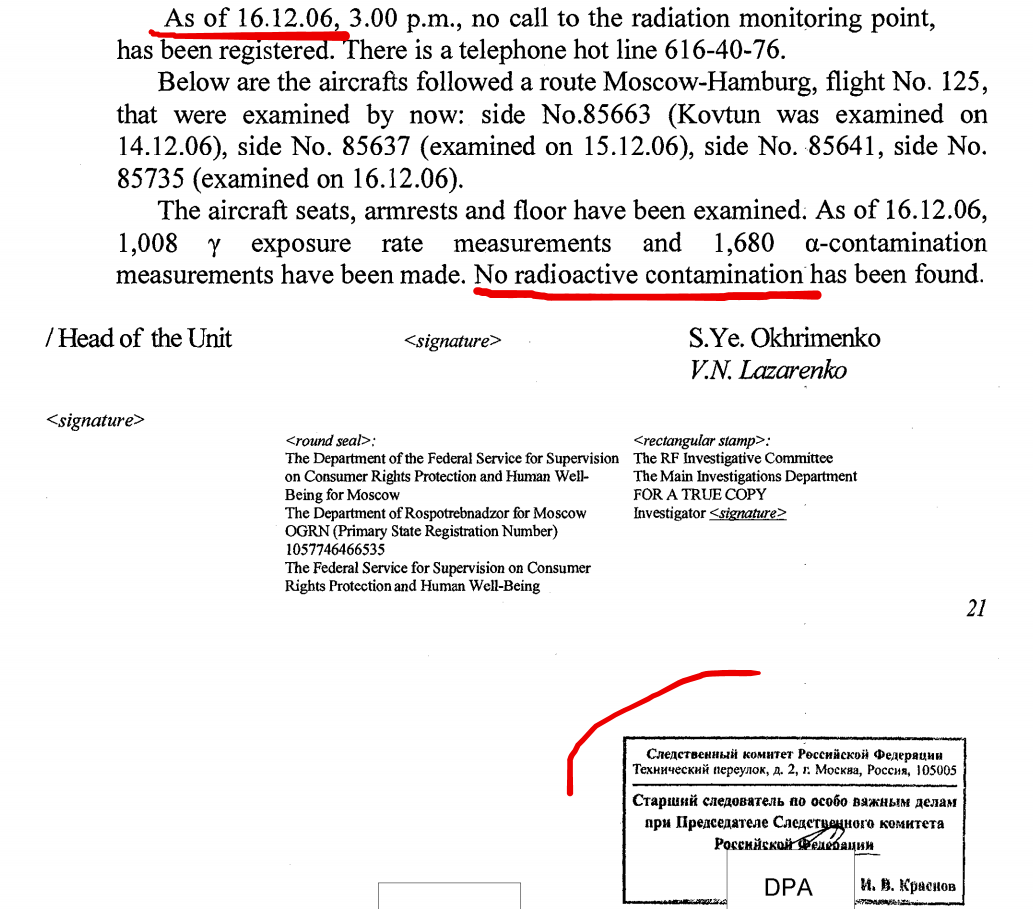 As of 16.12.06, 3.00 p.m., no call to the radiation monitoring point,
has been registered. There is a telephone hot line 616-40-76.
Below are the aircrafts followed a route Moscow-Hamburg, flight No. 125,
that were examined by now: side No.85663 (Kovtun was examined on
14.12.06), side No. 85637 (examined on 15.12.06), side No. 85641, side No.
85735 (examined on 16.12.06).
The aircraft seats, armrests and floor have been examined. As of 16.12.06,
1,008 γ exposure rate measurements and 1,680 α-contamination
measurements have been made. No radioactive contamination has been found.
/ Head of the Unit <signature> S.Ye. Okhrimenko
V.N. Lazarenko
<signature>
<round seal>:
The Department of the Federal Service for Supervision
on Consumer Rights Protection and Human Well-
Being for Moscow
The Department of Rospotrebnadzor for Moscow
OGRN (Primary State Registration Number)
1057746466535
The Federal Service for Supervision on Consumer
Rights Protection and Human Well-Being
<rectangular stamp>:
The RF Investigative Committee
The Main Investigations Department
FOR A TRUE COPY
Investigator <signature>
21
Следственный комитет Российской Федерации
Технический переулок, д. 2, г. Москва, Россия, 105005
Старший следователь по особо важным делам
при Председателе Следственного комитета
Российской Федерации
DPA И. В. Краснов